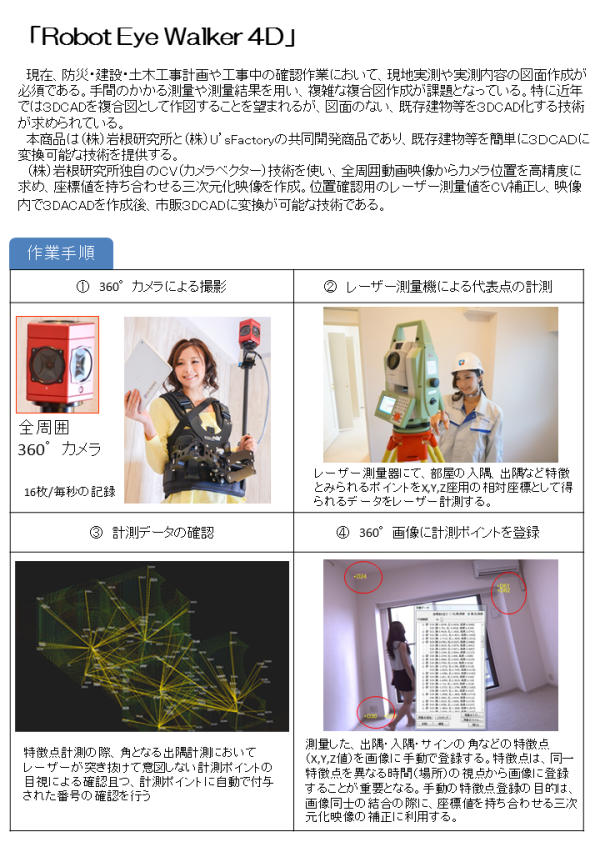 「Robot Eye Walker 4D」
現在、防災・建設・土木工事計画や工事中の確認作業において、現地実測や実測内容の図面作成が
必須である。手間のかかる測量や測量結果を用い、複雑な複合図作成が課題となっている。特に近年
では3DCADを複合図として作図することを望まれるが、図面のない、既存建物等を3DCAD化する技術
が求められている。
本商品は(株)岩根研究所と(株)U'sFactoryの共同開発商品であり、既存建物等を簡単に3DCADに
変換可能な技術を提供する。
(株)岩根研究所独自のCV(カメラベクター)技術を使い、全周囲動画映像からカメラ位置を高精度に
求め、座標値を持ち合わせる三次元化映像を作成。位置確認用のレーザー測量値をCV補正し、映像
内で3DACADを作成後、市販3DCADに変換が可能な技術である。
作業手順
① 360°カメラによる撮影
② レーザー測量機による代表点の計測
全周囲
360°カメラ
16枚/毎秒の記録
レーザー測量器にて、部屋の入隅、出隅など特徴
とみられるポイントをX,Y,Z座用の相対座標として得
られるデータをレーザー計測する。
③ 計測データの確認
④ 360°画像に計測ポイントを登録
特徴点計測の際、角となる出隅計測において
レーザーが突き抜けて意図しない計測ポイントの
目視による確認且つ、計測ポイントに自動で付与
された番号の確認を行う
測量した、出隅・入隅・サインの角などの特徴点
(X,Y,Z値)を画像に手動で登録する。特徴点は、同一
特徴点を異なる時間(場所)の視点から画像に登録
することが重要となる。手動の特徴点登録の目的は、
画像同士の結合の際に、座標値を持ち合わせる三次
元化映像の補正に利用する。